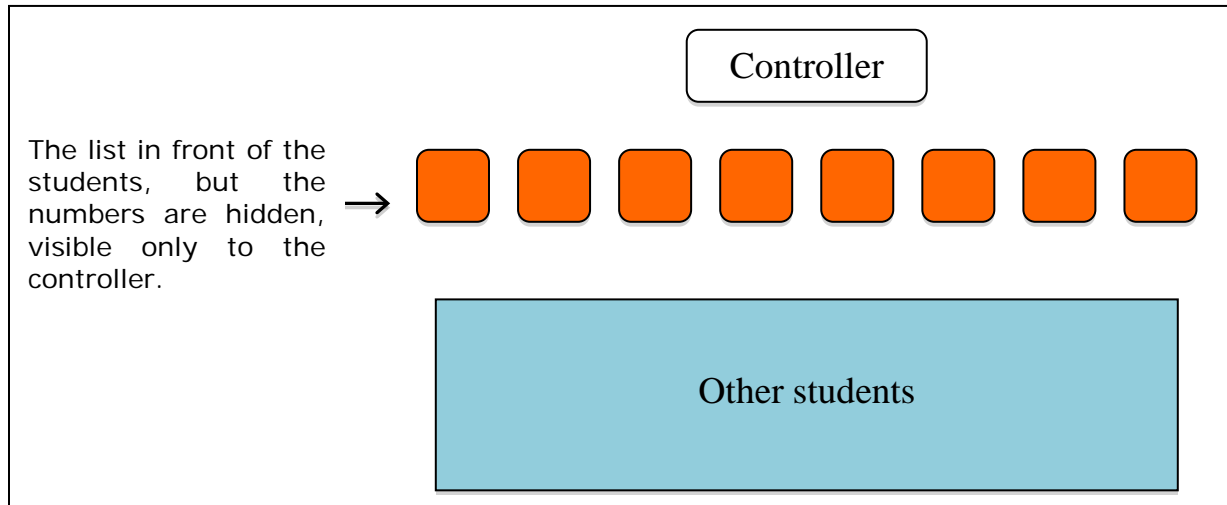 Controller
The list in front of the
students, but the
numbers are hidden,
visible only to the
controller.
Other students